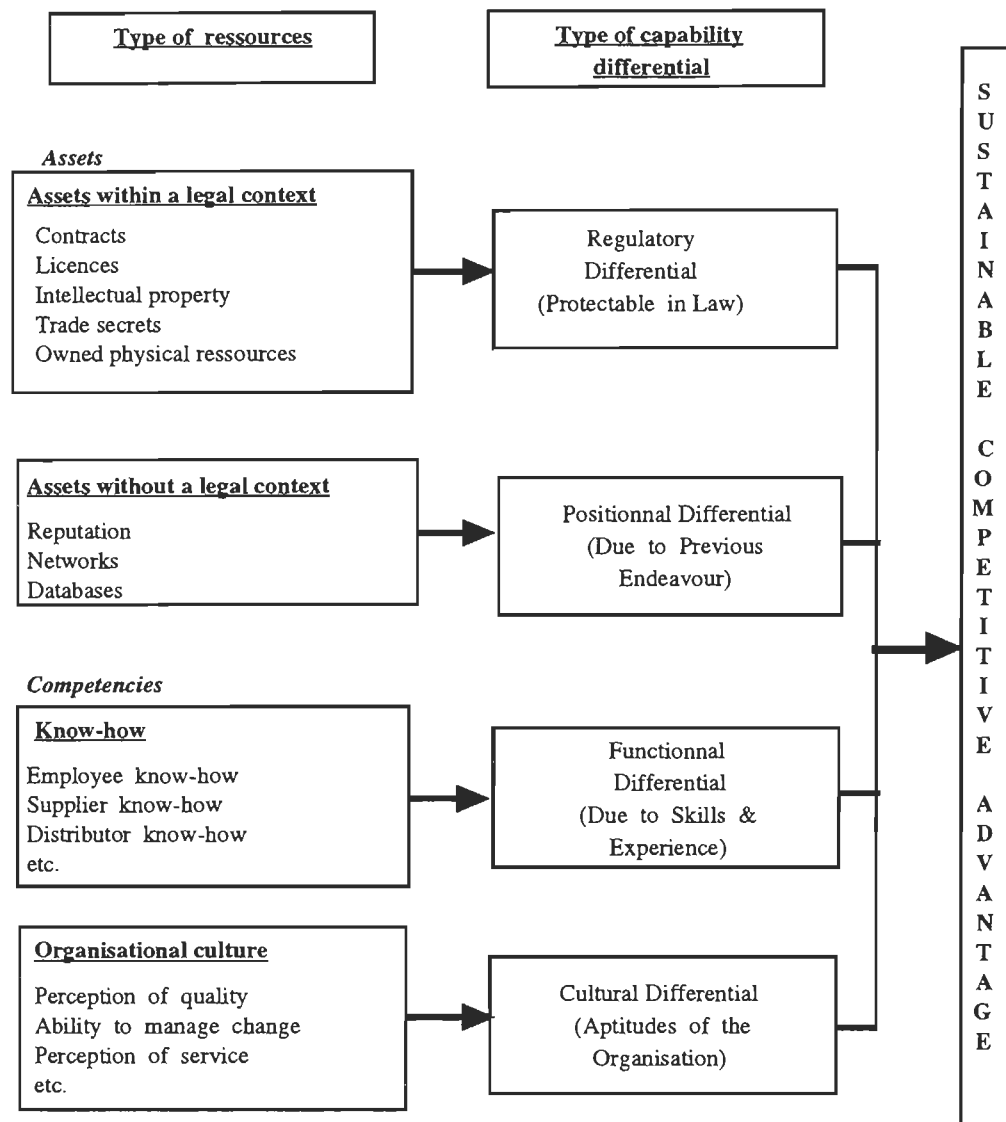 Type of ressources
Type of capability
differential
Assets
Assets within a legal context
Contracts
Licences
Intellectual property
Trade secrets
Owned physical ressources
Regulatory
Differential
(Protectable in Law)
Assets without a legal context
Reputation
Networks
Databases
Positionnal Differential
(Due to Previous
Endeavour)
Competencies
Know-how
Employee know-how
Supplier know-how
Distributor know-how
etc.
Functionnal
Differential
(Due to Skills &
Experience)
Organisational culture
Perception of quality
Ability to manage change
Perception of service
etc.
Cultural Differential
(Aptitudes of the
Organisation)
SUSTAINABLE COMPETITIVE ADVANTAGE